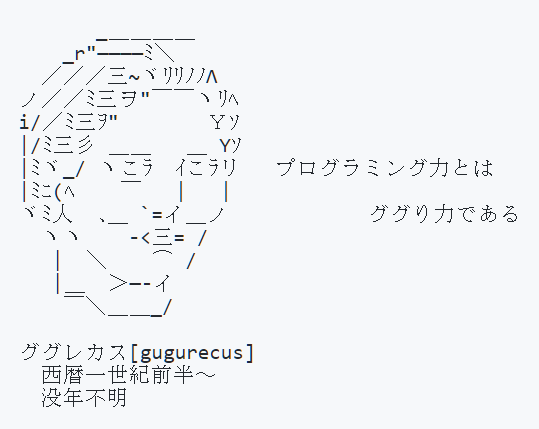 プログラミング力とは
ググり力である
ググレカス[gugurecus]
西暦一世紀前半～
没年不明